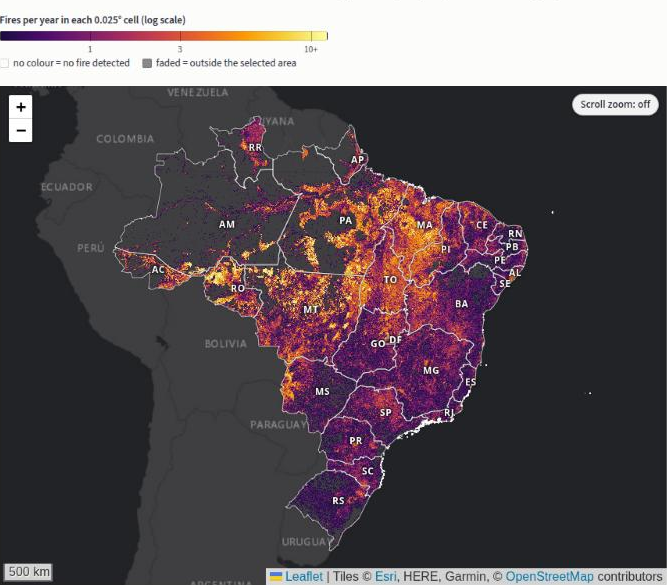 Fires per year in each 0.025° cell (log scale)
1 3 10+
no colour = no fire detected faded = outside the selected area
VENEZUELA
+
Scroll zoom: off
−
GUYANA
COLOMBIA
RR
AP
ECUADOR
AM
PA
MA
CE
RN
PERÚ
PI
PB
PE
AC
AL
RO
TO
SE
MT
BA
BOLIVIA
GO
DF
MG
MS
ES
SP
RJ
PARAGUAY
PR
SC
RS
URUGUAY
500 km
ARGENTINA
Leaflet | Tiles © Esri, HERE, Garmin, © OpenStreetMap contributors